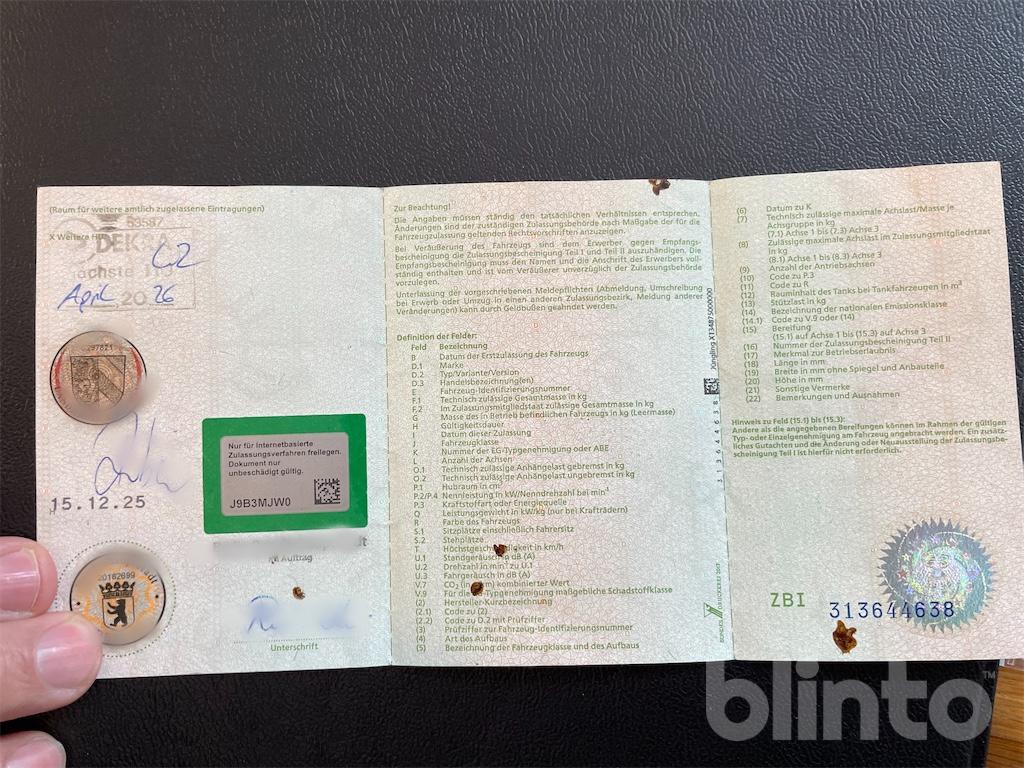 (Raum für weitere amtlich zugelassene Eintragungen)
X Weitere
DEK
April 2026
297821
15.12.25
Nur für internetbasierte
Zulassungsverfahren freilegen.
Dokument nur
unbeschädigt gültig.
J9B3MJW0
Auftrag
20182699
Unterschrift
Zur Beachtung!
Die Angaben müssen ständig den tatsächlichen Verhältnissen entsprechen.
Änderungen sind der zuständigen Zulassungsbehörde nach Maßgabe der für die
Fahrzeugzulassung geltenden Rechtsvorschriften anzuzeigen.
Bei Veräußerung des Fahrzeugs sind dem Erwerber gegen Empfangs-
bescheinigung die Zulassungsbescheinigung Teil I und Teil II auszuhändigen. Die
Empfangsbescheinigung muss den Namen und die Anschrift des Erwerbers voll-
ständig enthalten und ist vom Veräußerer unverzüglich der Zulassungsbehörde
vorzulegen.
Unterlassung der vorgeschriebenen Meldepflichten (Abmeldung, Umschreibung
bei Erwerb oder Umzug in einen anderen Zulassungsbezirk, Meldung anderer
Veränderungen) kann durch Geldbußen geahndet werden.
Definition der Felder:
Feld Bezeichnung
B Datum der Erstzulassung des Fahrzeugs
D.1 Marke
D.2 Typ/Variante/Version
D.3 Handelsbezeichnung(en)
E Fahrzeug-Identifizierungsnummer
F.1 Technisch zulässige Gesamtmasse in kg
F.2 Im Zulassungsmitgliedstaat zulässige Gesamtmasse in kg
G Masse des in Betrieb befindlichen Fahrzeugs in kg (Leermasse)
H Gültigkeitsdauer
I Datum dieser Zulassung
J Fahrzeugklasse
K Nummer der EG-Typgenehmigung oder ABE
L Anzahl der Achsen
O.1 Technisch zulässige Anhängelast gebremst in kg
O.2 Technisch zulässige Anhängelast ungebremst in kg
P.1 Hubraum in cm³
P.2/P.4 Nennleistung in kW/Nenndrehzahl bei min⁻¹
P.3 Kraftstoffart oder Energiequelle
Q Leistungsgewicht in kW/kg (nur bei Krafträdern)
R Farbe des Fahrzeugs
S.1 Sitzplätze einschließlich Fahrersitz
S.2 Stehplätze
T Höchstgeschwindigkeit in km/h
U.1 Standgeräusch in dB (A)
U.2 Drehzahl in min⁻¹ zu U.1
U.3 Fahrgeräusch in dB (A)
V.7 CO₂ (in g/km) kombinierter Wert
V.9 Für die EG-Typgenehmigung maßgebliche Schadstoffklasse
(2) Hersteller-Kurzbezeichnung
(2.1) Code zu (2)
(2.2) Code zu D.2 mit Prüfziffer
(3) Prüfziffer zur Fahrzeug-Identifizierungsnummer
(4) Art des Aufbaus
(5) Bezeichnung der Fahrzeugklasse und des Aufbaus
(6) Datum zu K
(7) Technisch zulässige maximale Achslast/Masse je
Achsgruppe in kg
(7.1) Achse 1 bis (7.3) Achse 3
(8) Zulässige maximale Achslast im Zulassungsmitgliedstaat
in kg
(8.1) Achse 1 bis (8.3) Achse 3
(9) Anzahl der Antriebsachsen
(10) Code zu P.3
(11) Code zu R
(12) Rauminhalt des Tanks bei Tankfahrzeugen in m³
(13) Stützlast in kg
(14) Bezeichnung der nationalen Emissionsklasse
(14.1) Code zu V.9 oder (14)
(15) Bereifung
(15.1) auf Achse 1 bis (15.3) auf Achse 3
(16) Nummer der Zulassungsbescheinigung Teil II
(17) Merkmal zur Betriebserlaubnis
(18) Länge in mm
(19) Breite in mm ohne Spiegel und Anbauteile
(20) Höhe in mm
(21) Sonstige Vermerke
(22) Bemerkungen und Ausnahmen
Hinweis zu Feld (15.1) bis (15.3):
Andere als die angegebenen Bereifungen können im Rahmen der gültigen
Typ- oder Einzelgenehmigung am Fahrzeug angebracht werden. Ein zusätz-
liches Gutachten und die Änderung oder Neuausstellung der Zulassungsbe-
scheinigung Teil I ist hierfür nicht erforderlich.
313644638
ZBI 313644638
blinto™